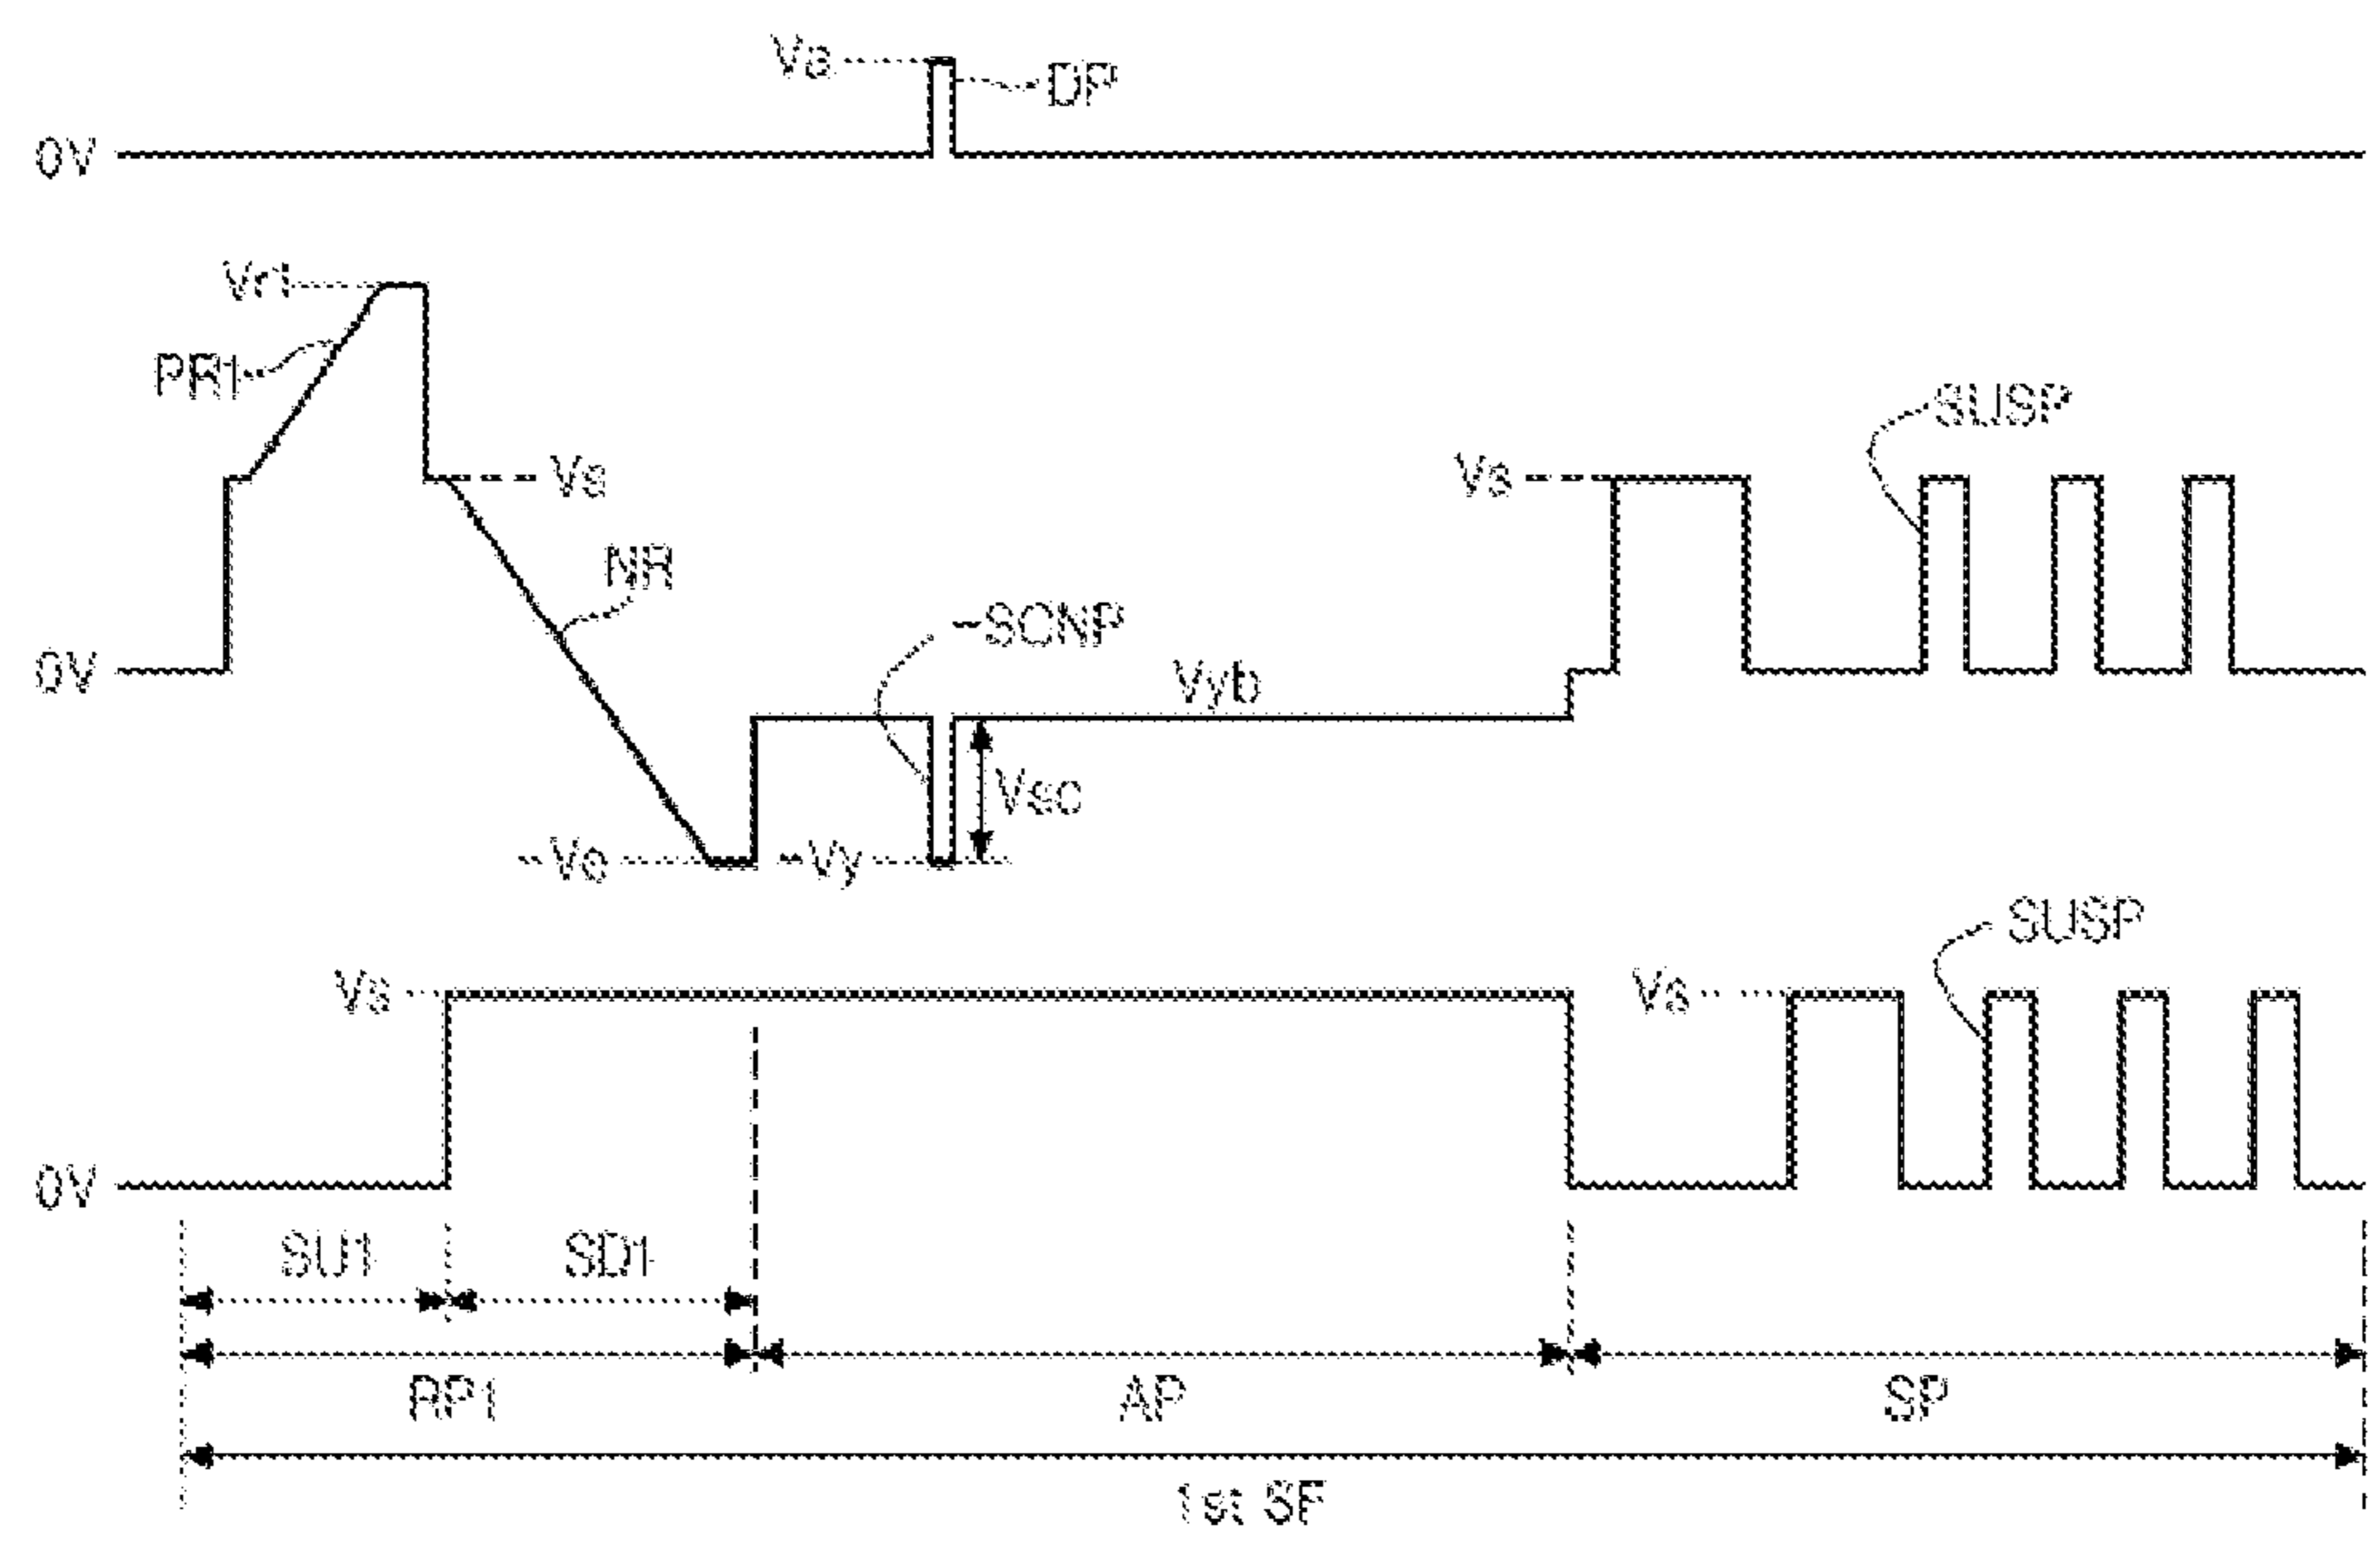 Va
DP
0V
Vr1
PR1
SUSP
Vs
Vs
NR
-SCNP
0V
Vyb
Vsc
-Ve
-Vy
SUSP
Vs
Vs
0V
SU1
SD1
RP1
AP
SP
1st SF